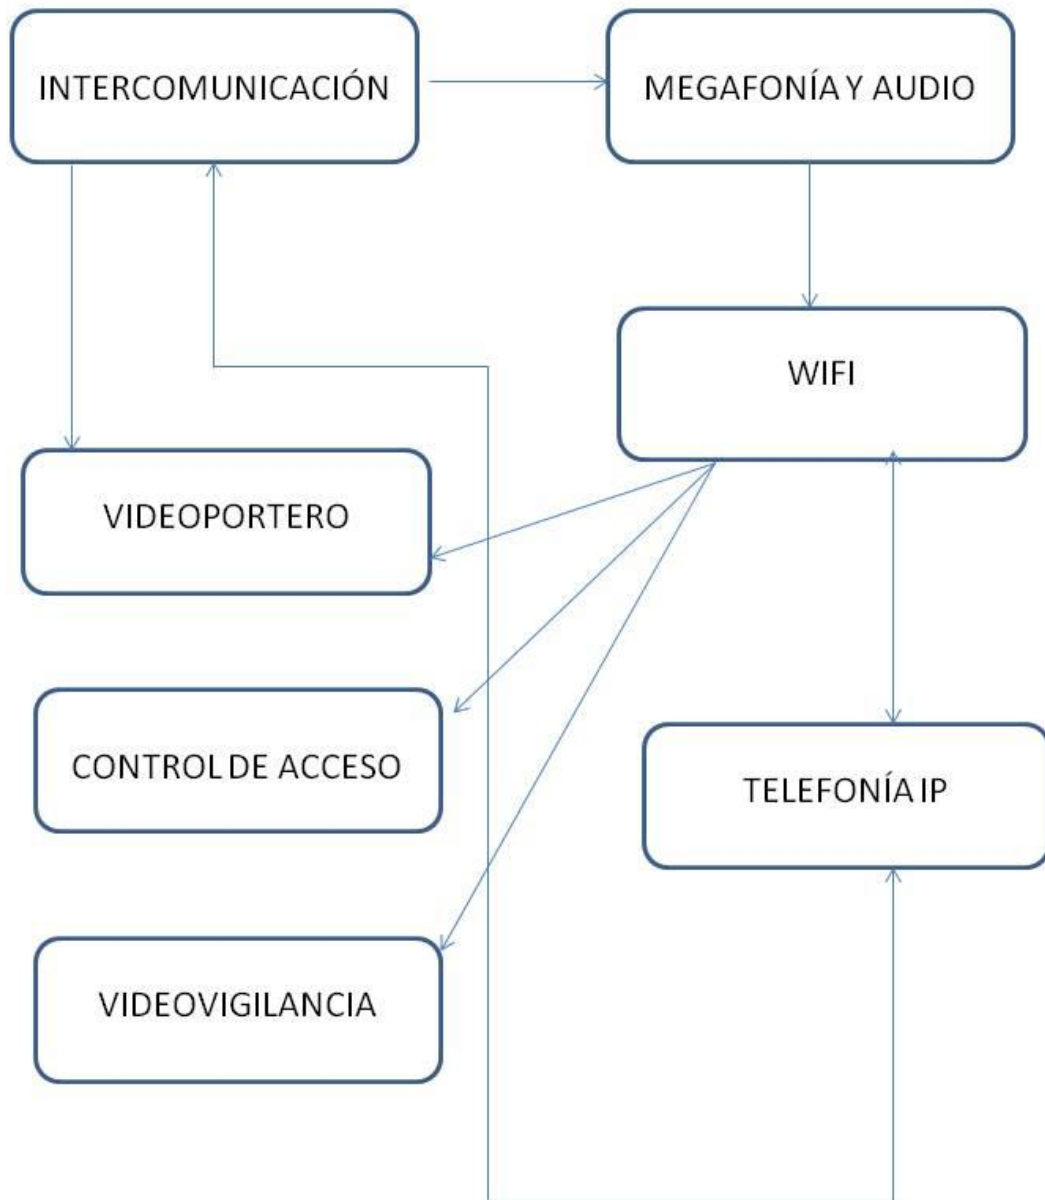 INTERCOMUNICACIÓN
MEGAFONÍA Y AUDIO
WIFI
VIDEOPORTERO
CONTROL DE ACCESO
TELEFONÍA IP
VIDEOVIGILANCIA